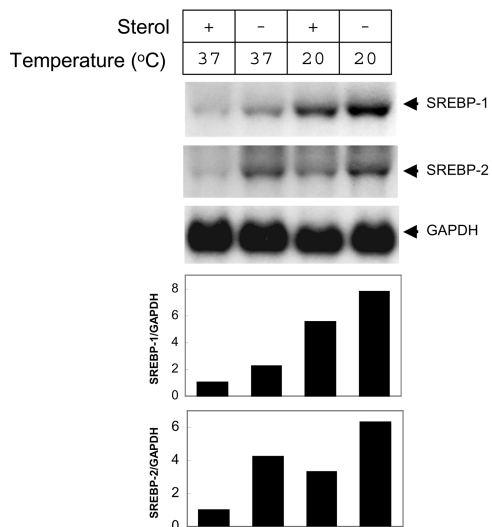 Sterol + - + -
Temperature (°C) 37 37 20 20
SREBP-1
SREBP-2
GAPDH
SREBP-1/GAPDH
8
6
4
2
0
SREBP-2/GAPDH
6
4
2
0